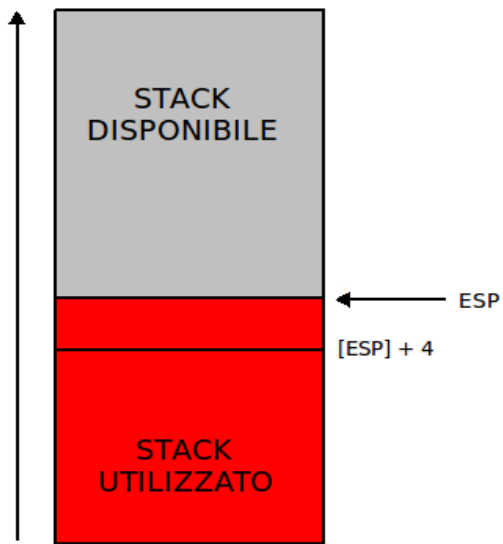 STACK
DISPONIBILE
ESP
[ESP] + 4
STACK
UTILIZZATO